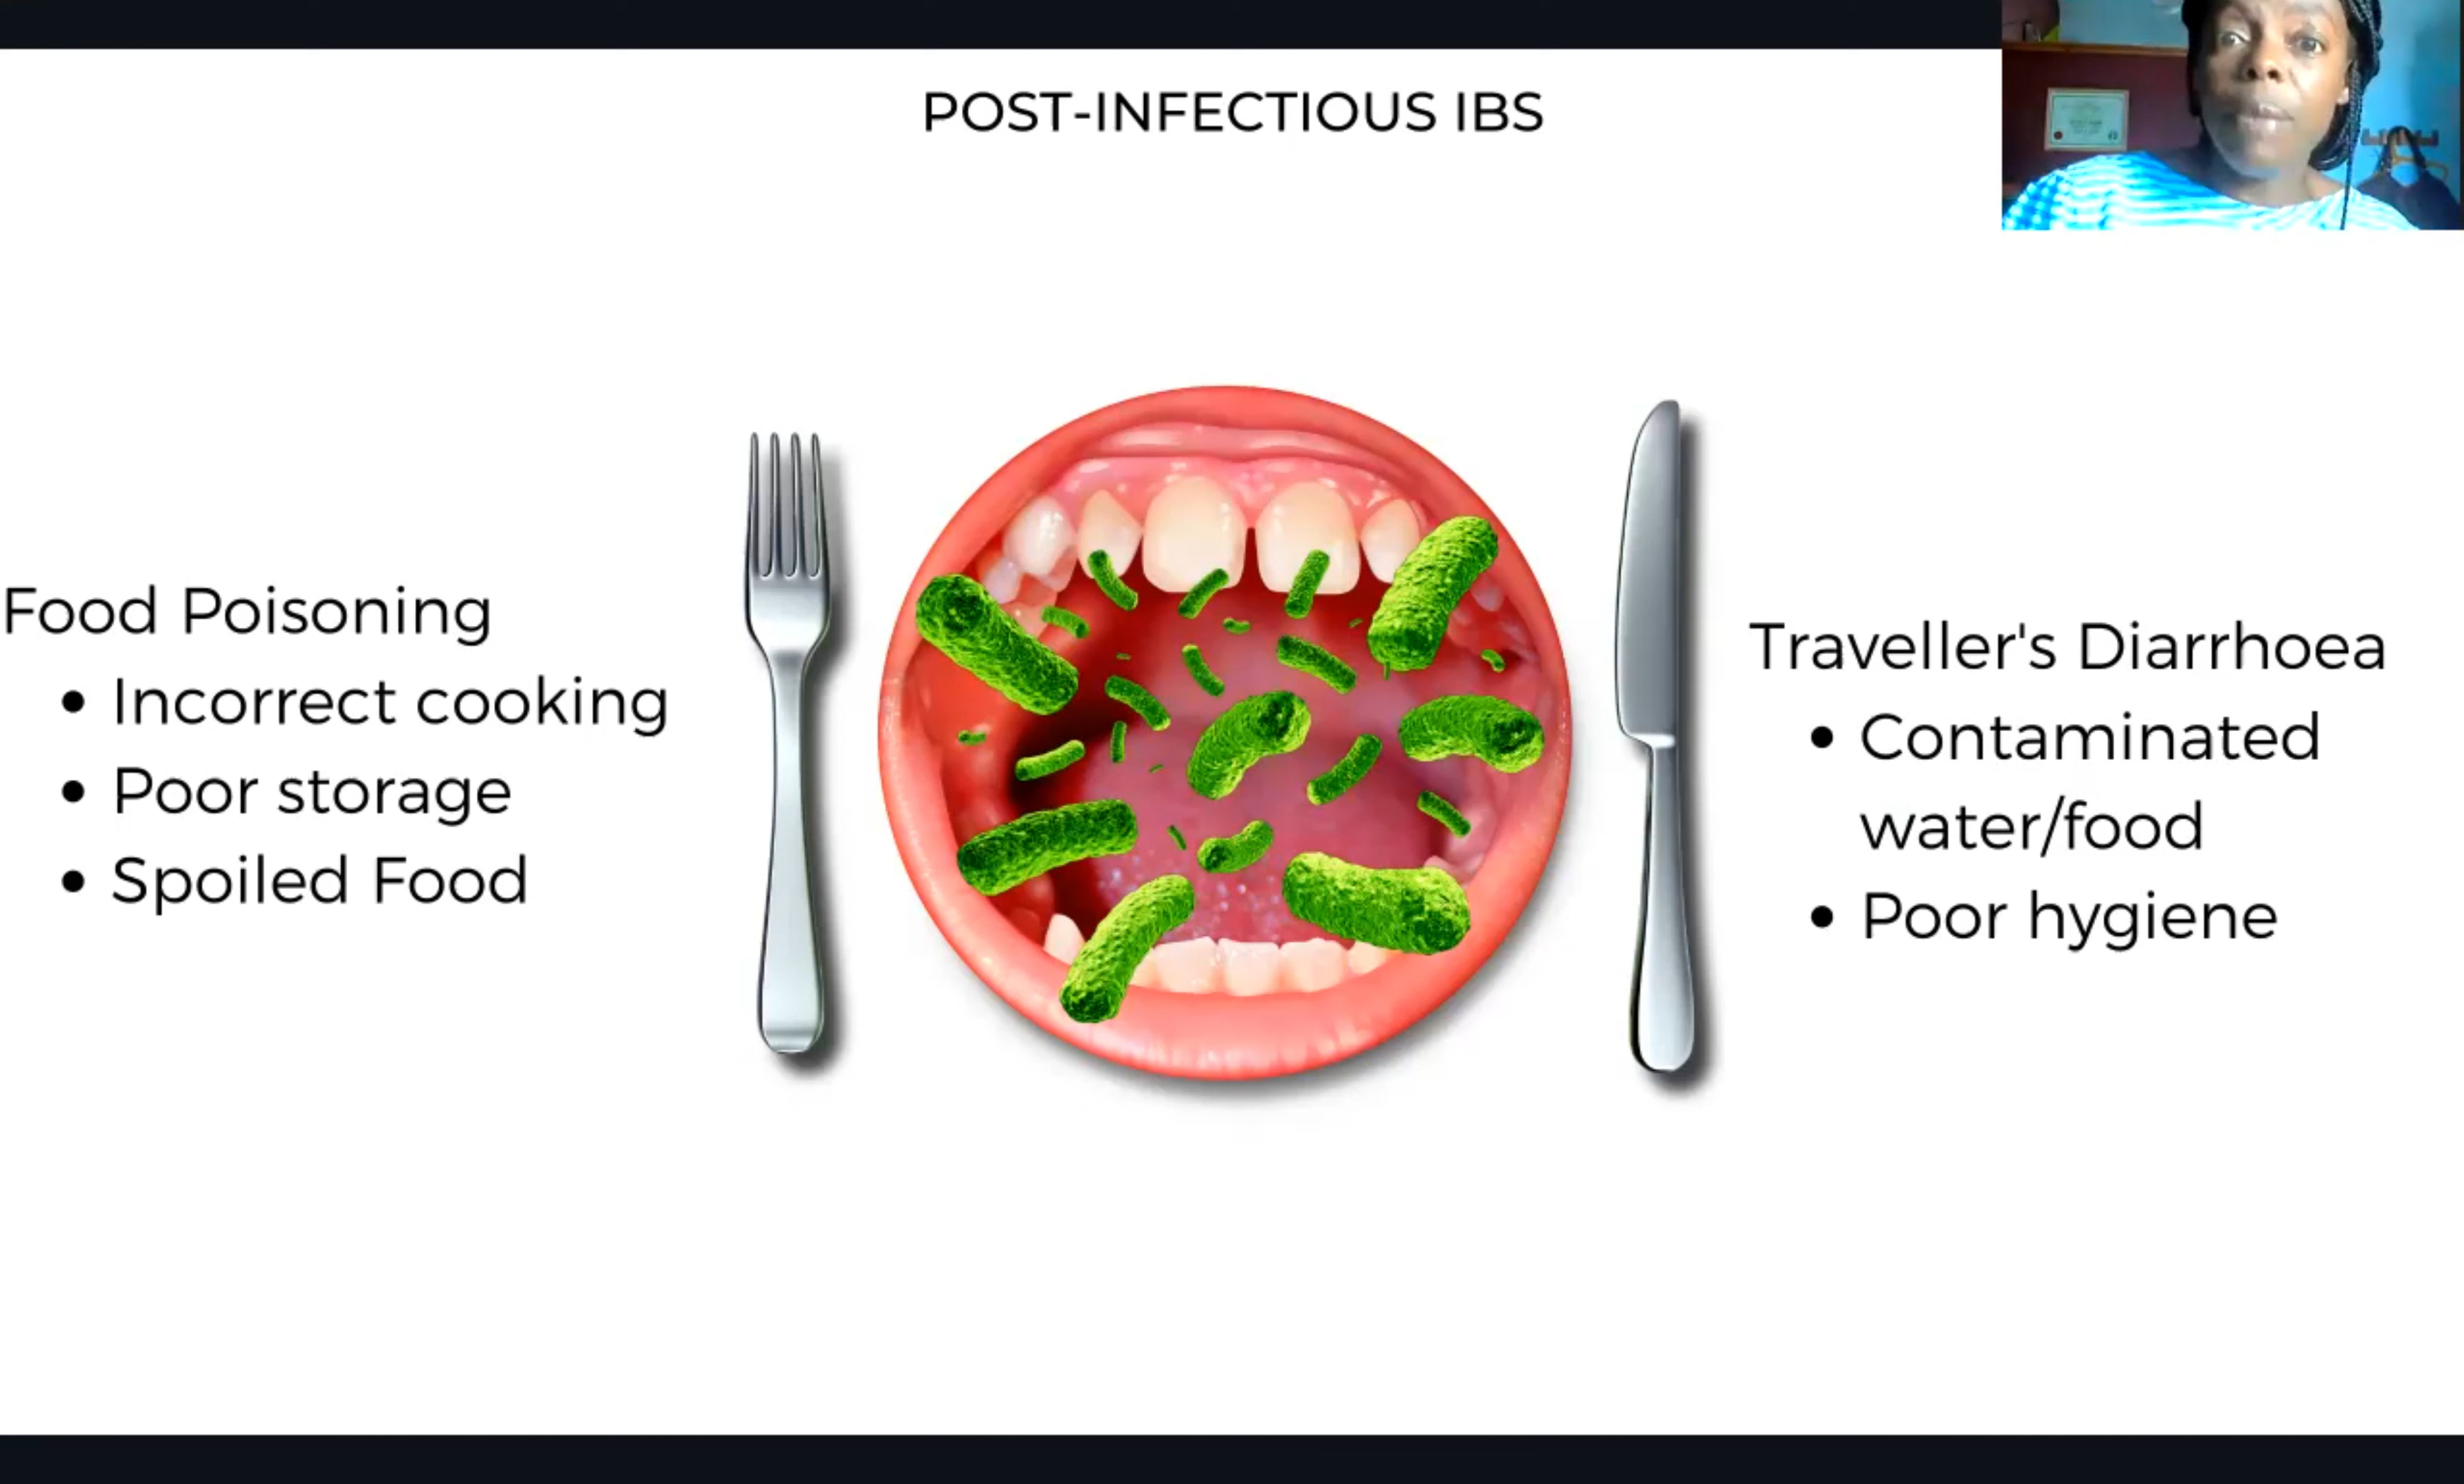 POST-INFECTIOUS IBS
Food Poisoning
• Incorrect cooking
• Poor storage
• Spoiled Food
Traveller's Diarrhoea
• Contaminated
water/food
• Poor hygiene